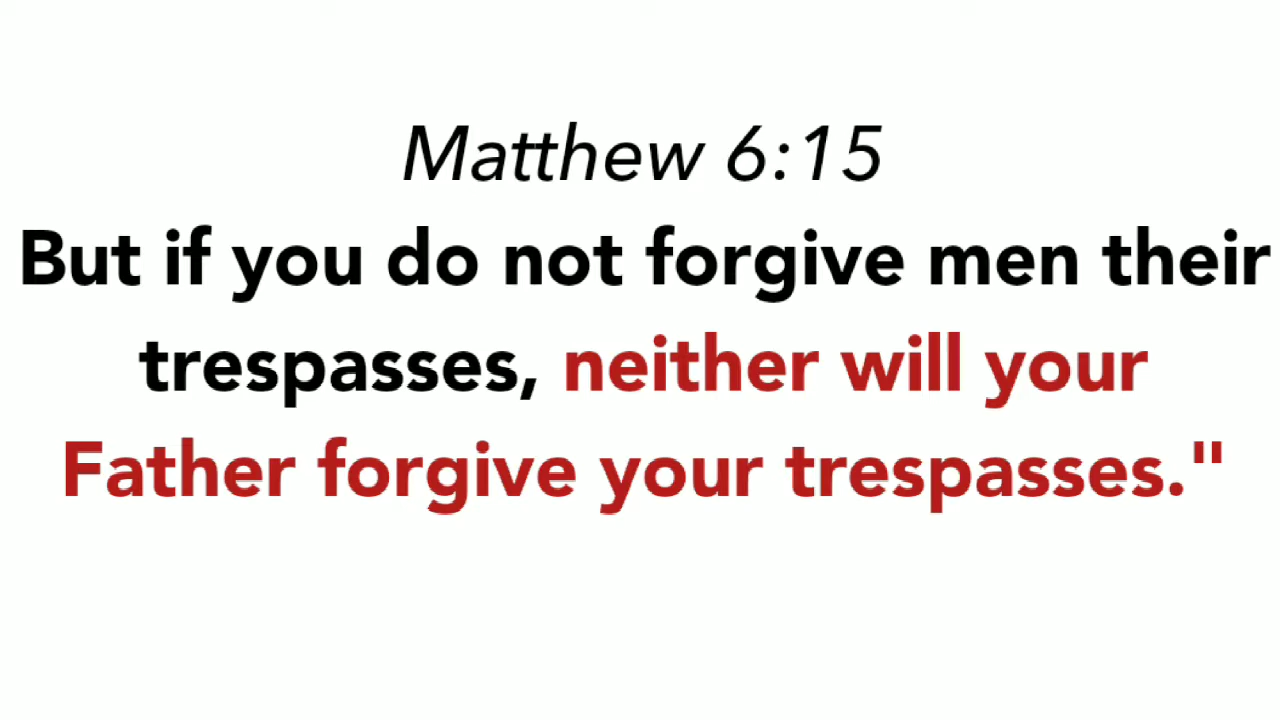 Matthew 6:15
But if you do not forgive men their
trespasses, neither will your
Father forgive your trespasses."